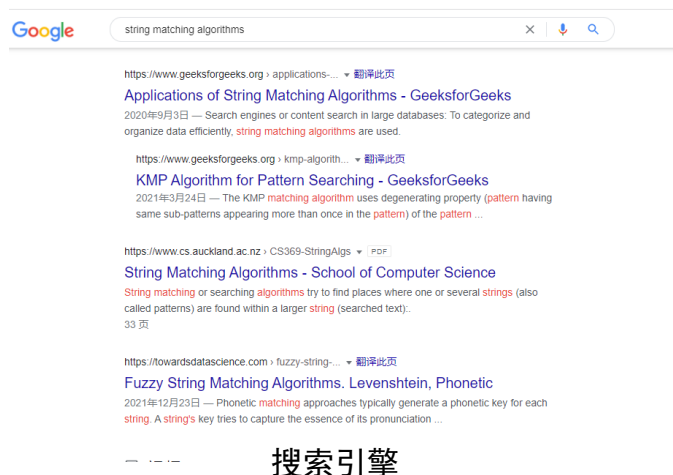 Google
string matching algorithms
https://www.geeksforgeeks.org › applications-... 翻译此页
Applications of String Matching Algorithms - GeeksforGeeks
2020年9月3日 — Search engines or content search in large databases: To categorize and
organize data efficiently, string matching algorithms are used.
https://www.geeksforgeeks.org › kmp-algorith... 翻译此页
KMP Algorithm for Pattern Searching - GeeksforGeeks
2021年3月24日 — The KMP matching algorithm uses degenerating property (pattern having
same sub-patterns appearing more than once in the pattern) of the pattern ...
https://www.cs.auckland.ac.nz › CS369-StringAlgs PDF
String Matching Algorithms - School of Computer Science
String matching or searching algorithms try to find places where one or several strings (also
called patterns) are found within a larger string (searched text):.
33 页
https://towardsdatascience.com › fuzzy-string-... 翻译此页
Fuzzy String Matching Algorithms. Levenshtein, Phonetic
2021年12月23日 — Phonetic matching approaches typically generate a phonetic key for each
string. A string's key tries to capture the essence of its pronunciation ...
搜索引擎